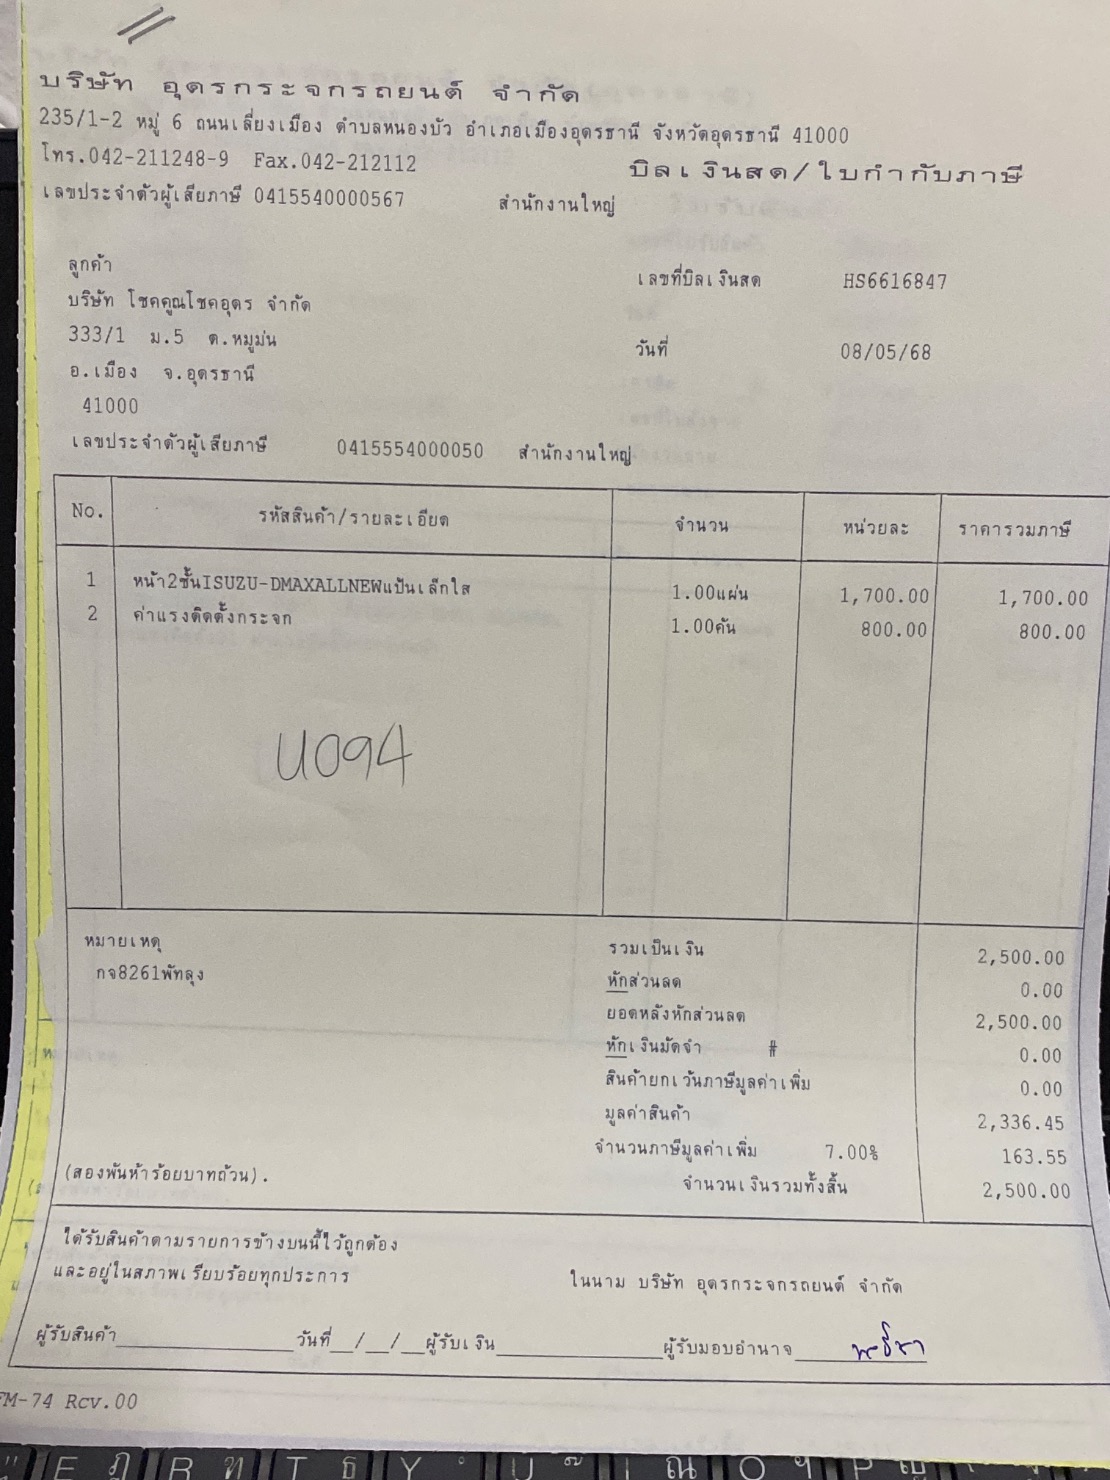 บริษัท อุดรกระจกรถยนต์ จำกัด
235/1-2 หมู่ 6 ถนนเลี่ยงเมือง ตำบลหนองบัว อำเภอเมืองอุดรธานี จังหวัดอุดรธานี 41000
โทร.042-211248-9 Fax.042-212112
บิลเงินสด/ใบกำกับภาษี
เลขประจำตัวผู้เสียภาษี 0415540000567 สำนักงานใหญ่
ลูกค้า
เลขที่บิลเงินสด HS6616847
บริษัท โชคคูณโชคอุดร จำกัด
333/1 ม.5 ต.หมูม่น
วันที่ 08/05/68
อ.เมือง จ.อุดรธานี
41000
เลขประจำตัวผู้เสียภาษี 0415554000050 สำนักงานใหญ่
No. รหัสสินค้า/รายละเอียด จำนวน หน่วยละ ราคารวมภาษี
1 หน้า2ชั้นISUZU-DMAXALLNEWแป้นเล็กใส 1.00แผ่น 1,700.00 1,700.00
2 ค่าแรงติดตั้งกระจก 1.00คัน 800.00 800.00
U094
หมายเหตุ
กจ8261พัทลุง
รวมเป็นเงิน 2,500.00
หักส่วนลด 0.00
ยอดหลังหักส่วนลด 2,500.00
หักเงินมัดจำ # 0.00
สินค้ายกเว้นภาษีมูลค่าเพิ่ม 0.00
มูลค่าสินค้า 2,336.45
จำนวนภาษีมูลค่าเพิ่ม 7.00% 163.55
(สองพันห้าร้อยบาทถ้วน). จำนวนเงินรวมทั้งสิ้น 2,500.00
ได้รับสินค้าตามรายการข้างบนนี้ไว้ถูกต้อง
และอยู่ในสภาพเรียบร้อยทุกประการ ในนาม บริษัท อุดรกระจกรถยนต์ จำกัด
ผู้รับสินค้า วันที่ __/__/__ ผู้รับเงิน ผู้รับมอบอำนาจ
FM-74 Rev.00
E ฎ R ฑ T ธ Y